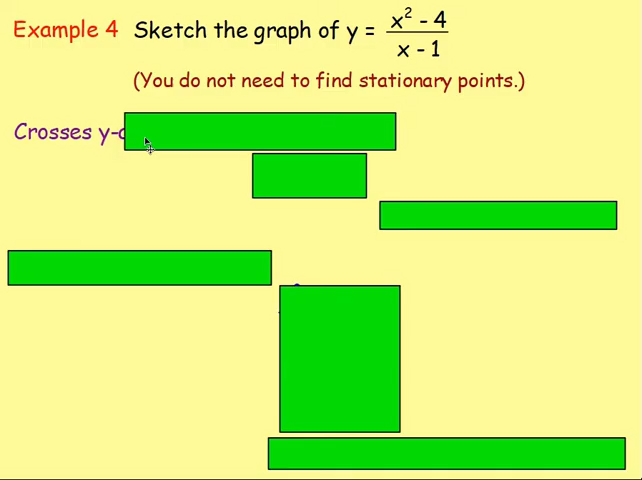 Example 4 Sketch the graph of y = x² - 4 / x - 1
(You do not need to find stationary points.)
Crosses y-